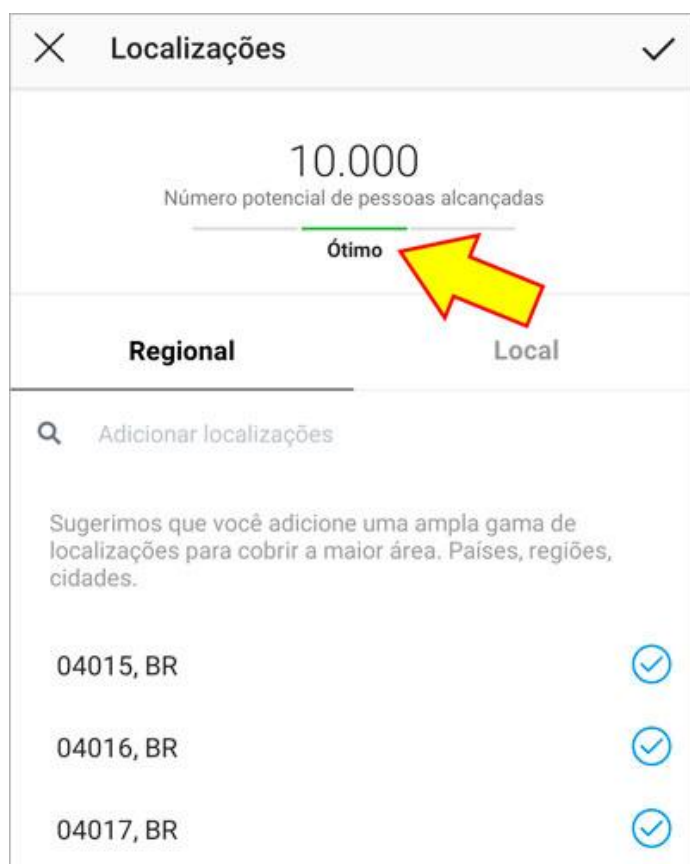 Localizações
10.000
Número potencial de pessoas alcançadas
Ótimo
Regional
Local
Adicionar localizações
Sugerimos que você adicione uma ampla gama de
localizações para cobrir a maior área. Países, regiões,
cidades.
04015, BR
04016, BR
04017, BR